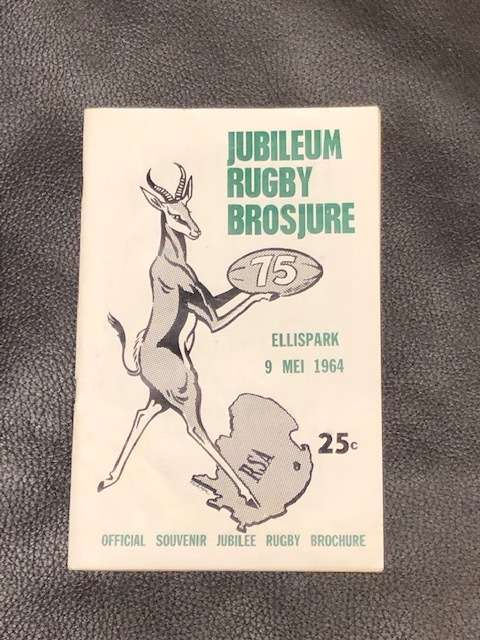 JUBILEUM
RUGBY
BROSJURE
75
ELLISPARK
9 MEI 1964
25c
RSA
OFFICIAL SOUVENIR JUBILEE RUGBY BROCHURE